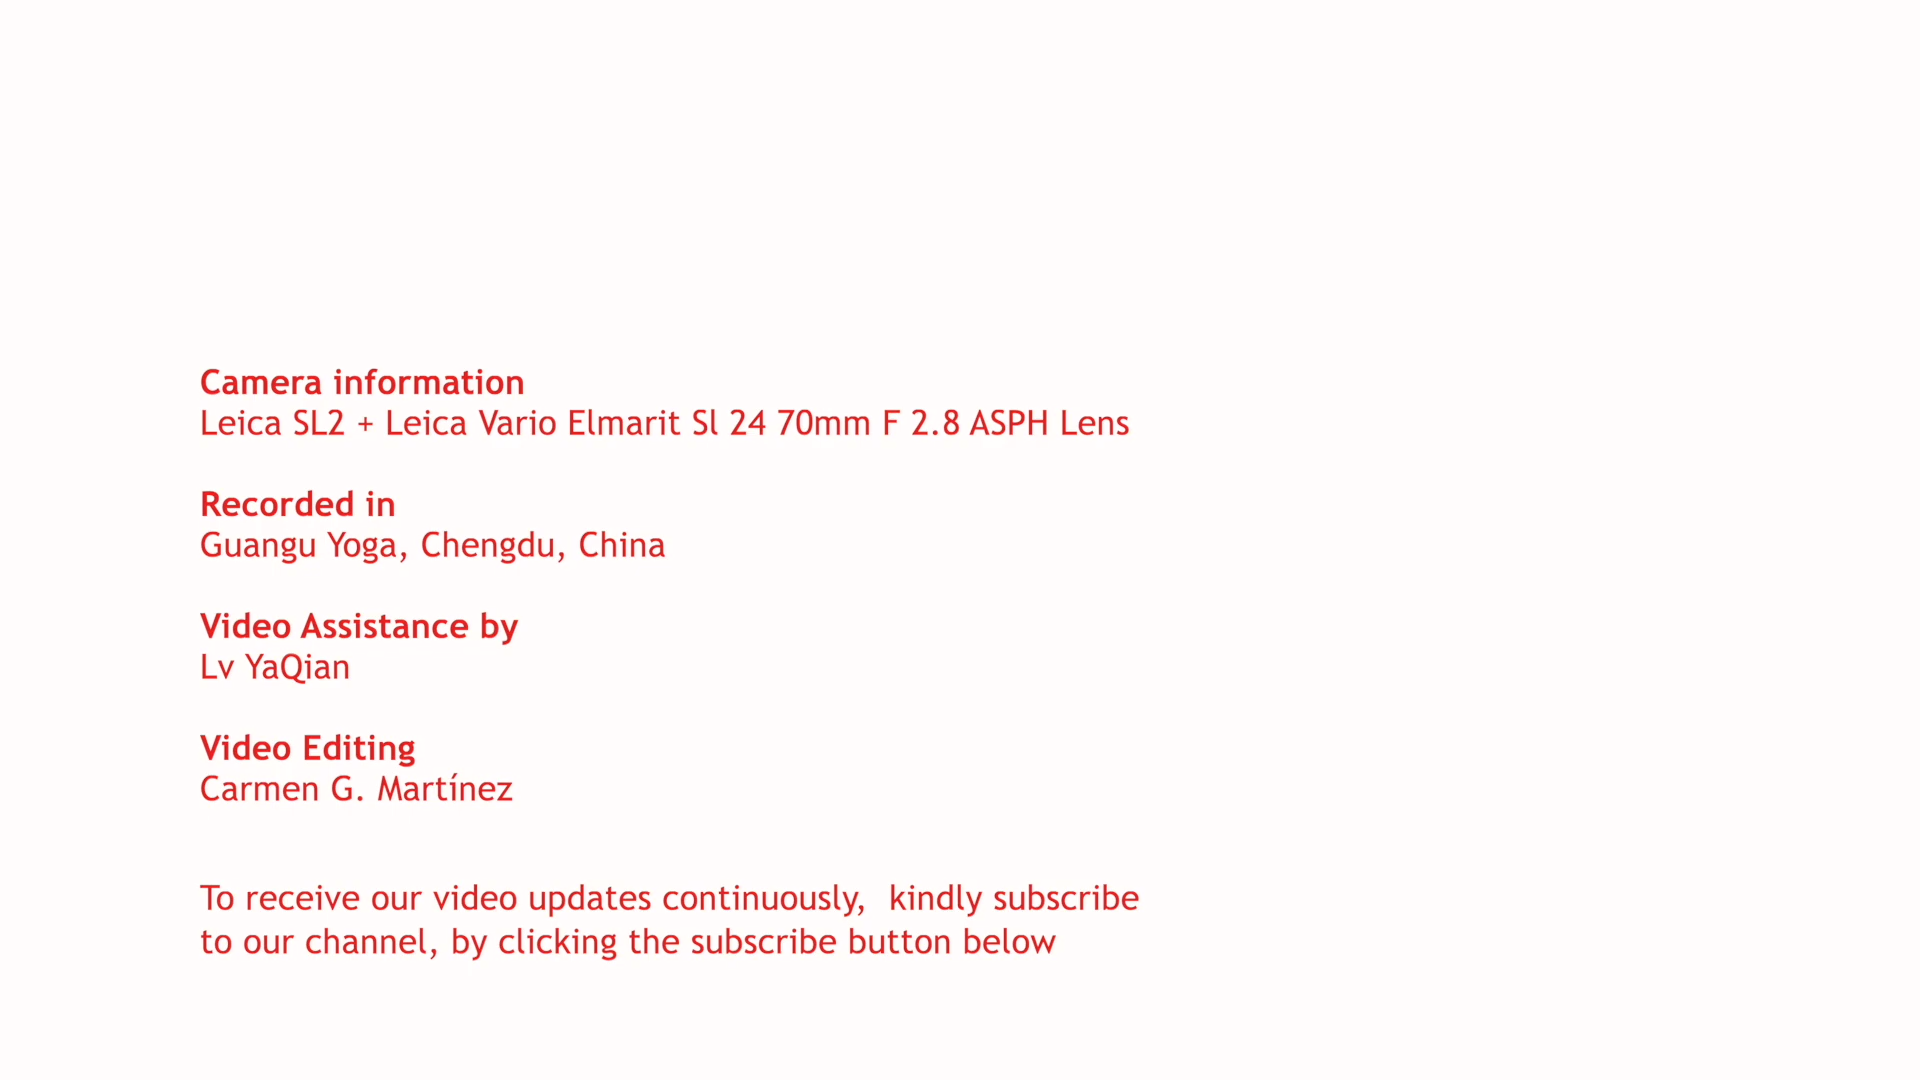 Camera information
Leica SL2 + Leica Vario Elmarit Sl 24 70mm F 2.8 ASPH Lens
Recorded in
Guangu Yoga, Chengdu, China
Video Assistance by
Lv YaQian
Video Editing
Carmen G. Martínez
To receive our video updates continuously,  kindly subscribe
to our channel, by clicking the subscribe button below